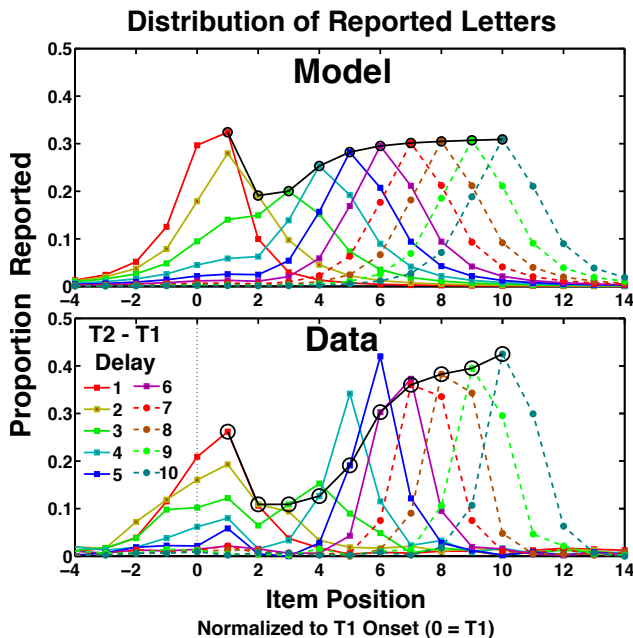 Distribution of Reported Letters
Model
0.5
0.4
0.3
0.2
0.1
0
−4 −2 0 2 4 6 8 10 12 14
Proportion Reported
Data
T2 - T1
Delay
1 6
2 7
3 8
4 9
5 10
0.5
0.4
0.3
0.2
0.1
0
−4 −2 0 2 4 6 8 10 12 14
Item Position
Normalized to T1 Onset (0 = T1)